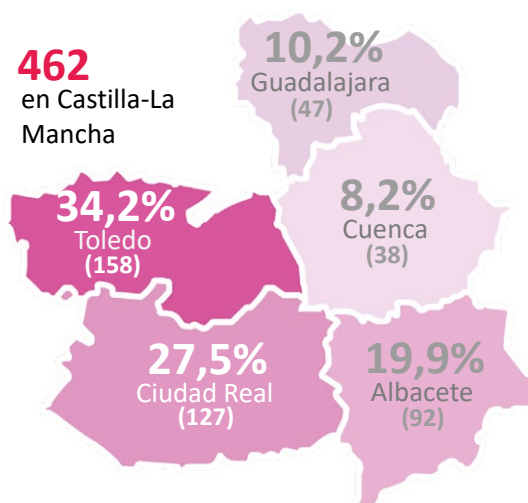 462
en Castilla-La
Mancha
10,2%
Guadalajara
(47)
34,2%
Toledo
(158)
8,2%
Cuenca
(38)
27,5%
Ciudad Real
(127)
19,9%
Albacete
(92)